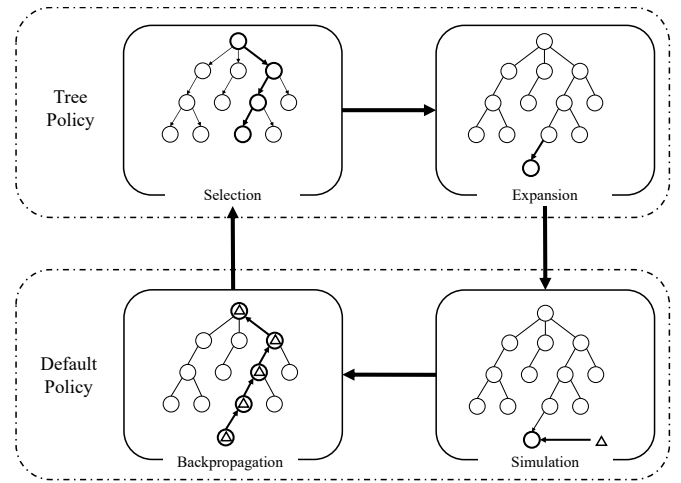 Tree
Policy
Selection
Expansion
Default
Policy
Backpropagation
Simulation